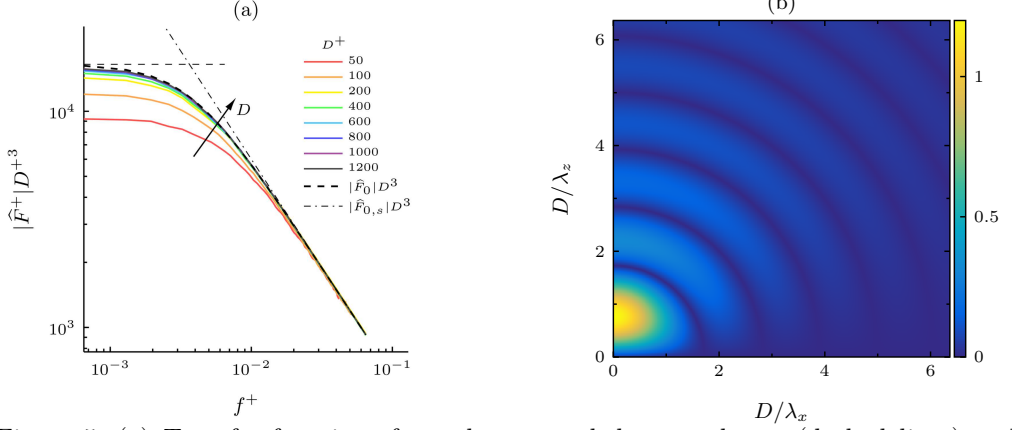 (a)
|F̂⁺|D⁺³
10⁴
10³
10⁻³
10⁻²
10⁻¹
f⁺
D
D⁺
50
100
200
400
600
800
1000
1200
|F̂₀|D³
|F̂₀,ₛ|D³
(b)
D/λ_z
6
4
2
0
0
2
4
6
D/λₓ
1
0.5
0